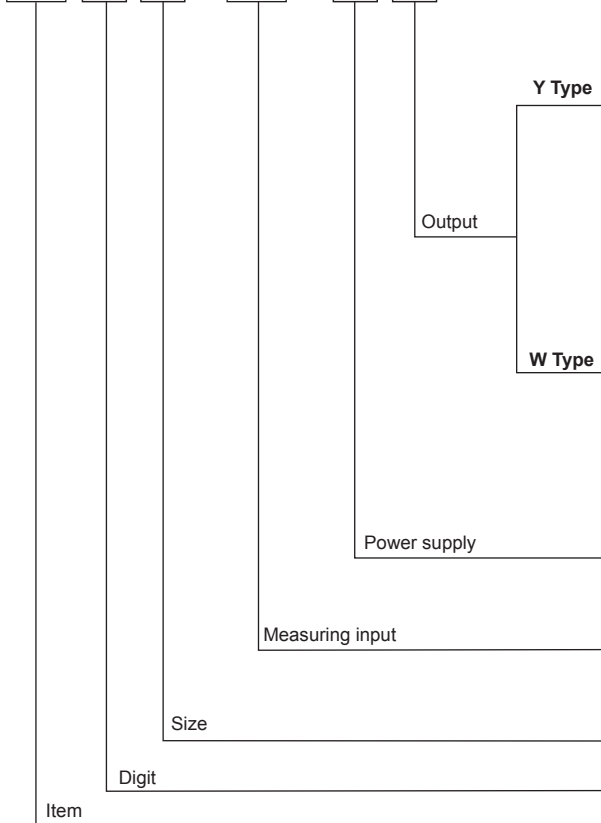 Y Type
Output
W Type
Power supply
Measuring input
Size
Digit
Item